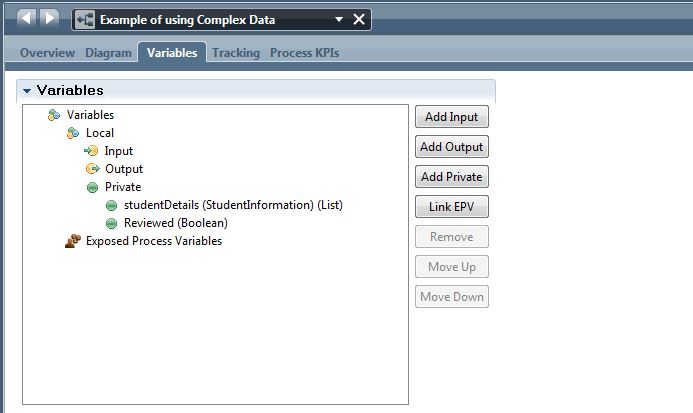 Example of using Complex Data
Overview Diagram Variables Tracking Process KPIs
Variables
Variables
Local
Input
Output
Private
studentDetails (StudentInformation) (List)
Reviewed (Boolean)
Exposed Process Variables
Add Input
Add Output
Add Private
Link EPV
Remove
Move Up
Move Down